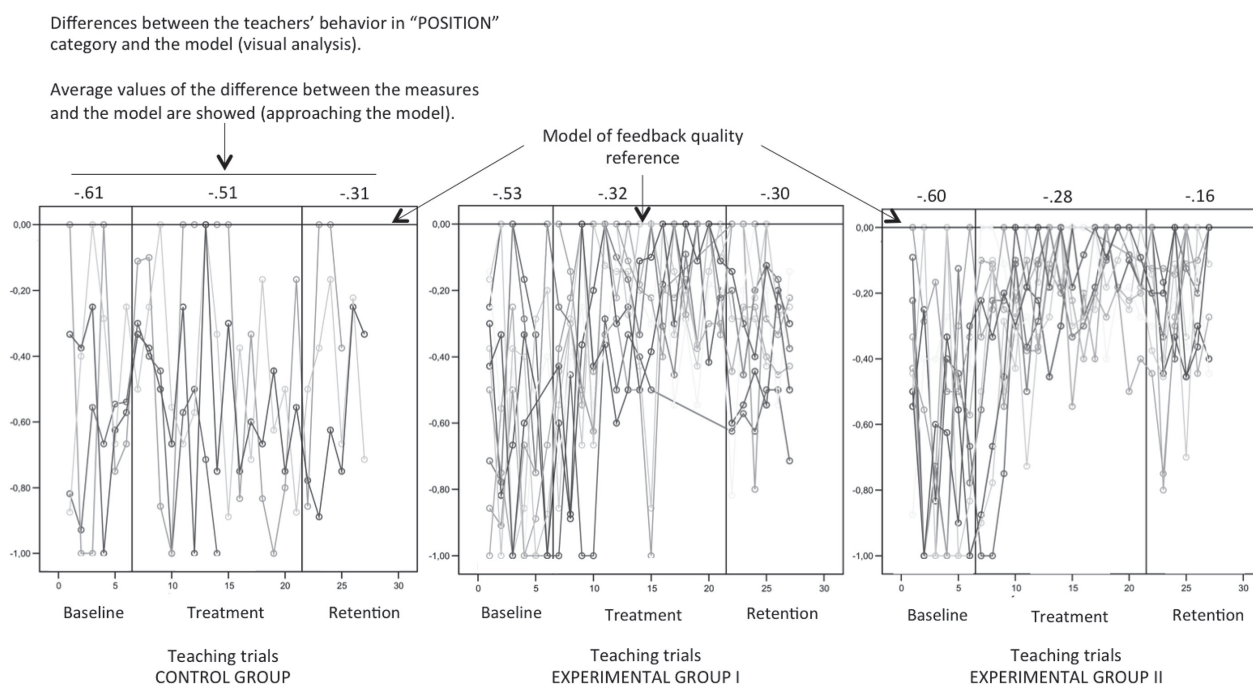 Differences between the teachers’ behavior in “POSITION”
category and the model (visual analysis).
Average values of the difference between the measures
and the model are showed (approaching the model).
Model of feedback quality
reference
-.61 -.51 -.31
0,00
-0,20
-0,40
-0,60
-0,80
-1,00
0 5 10 15 20 25 30
Baseline Treatment Retention
Teaching trials
CONTROL GROUP
-.53 -.32 -.30
0,00
-0,20
-0,40
-0,60
-0,80
-1,00
0 5 10 15 20 25 30
Baseline Treatment Retention
Teaching trials
EXPERIMENTAL GROUP I
-.60 -.28 -.16
0,00
-0,20
-0,40
-0,60
-0,80
-1,00
0 5 10 15 20 25 30
Baseline Treatment Retention
Teaching trials
EXPERIMENTAL GROUP II